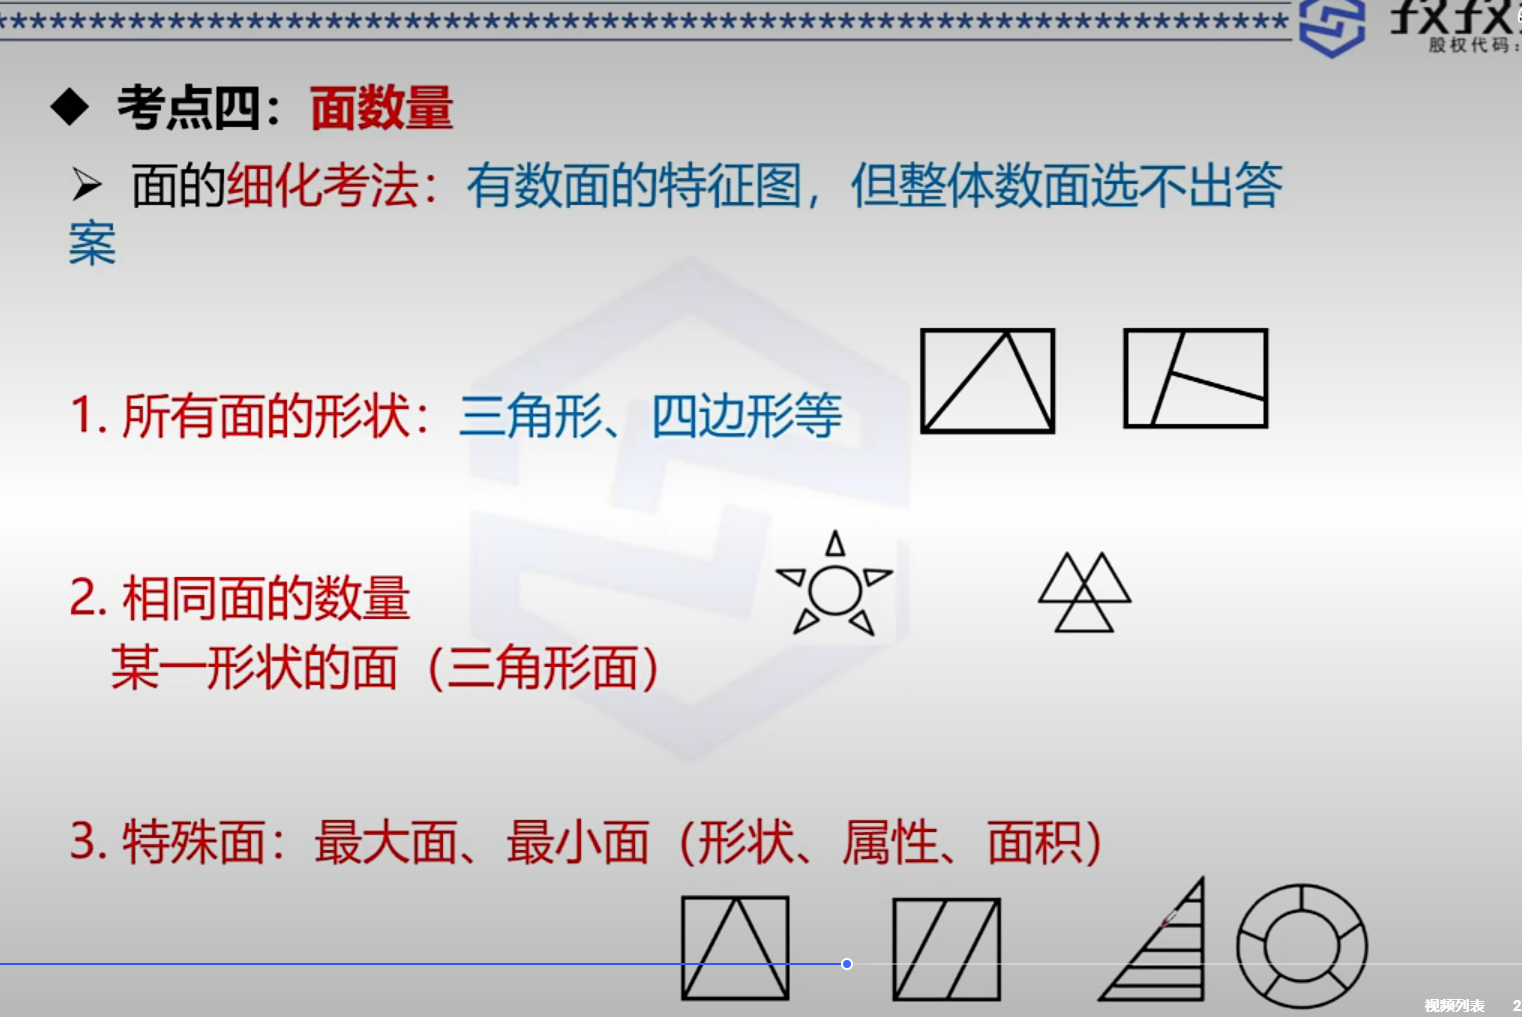 股权代码:
◆ 考点四：面数量
➢ 面的细化考法：有数面的特征图，但整体数面选不出答
案
1. 所有面的形状：三角形、四边形等
2. 相同面的数量
某一形状的面（三角形面）
3. 特殊面：最大面、最小面（形状、属性、面积）
视频列表